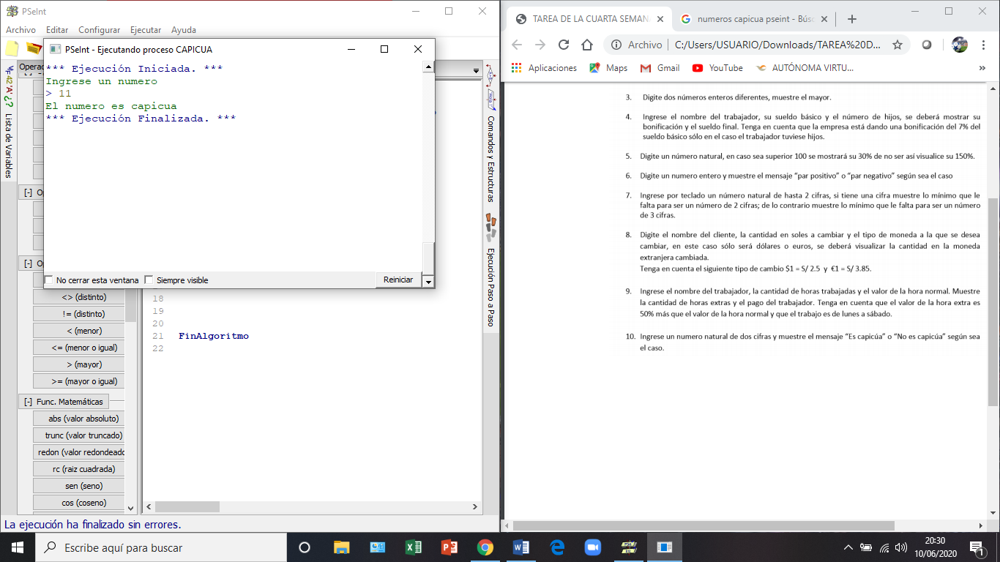 PSeInt
Archivo Editar Configurar Ejecutar Ayuda
PSeInt - Ejecutando proceso CAPICUA
*** Ejecución Iniciada. ***
Ingrese un numero
> 11
El numero es capicua
*** Ejecución Finalizada. ***
No cerrar esta ventana
Siempre visible
Reiniciar
Lista de Variables
Comandos y Estructuras
Ejecución Paso a Paso
<> (distinto)
!= (distinto)
< (menor)
<= (menor o igual)
> (mayor)
>= (mayor o igual)
[-] Func. Matemáticas
abs (valor absoluto)
trunc (valor truncado)
redon (valor redondeado
rc (raiz cuadrada)
sen (seno)
cos (coseno)
18
19
20
21 FinAlgoritmo
22
La ejecución ha finalizado sin errores.
TAREA DE LA CUARTA SEMAN
numeros capicua pseint - Búsc
Archivo
C:/Users/USUARIO/Downloads/TAREA%20D...
Aplicaciones Maps Gmail YouTube AUTÓNOMA VIRTU...
3. Digite dos números enteros diferentes, muestre el mayor.
4. Ingrese el nombre del trabajador, su sueldo básico y el número de hijos, se deberá mostrar su
bonificación y el sueldo final. Tenga en cuenta que la empresa está dando una bonificación del 7% del
sueldo básico sólo en el caso el trabajador tuviese hijos.
5. Digite un número natural, en caso sea superior 100 se mostrará su 30% de no ser así visualice su 150%.
6. Digite un numero entero y muestre el mensaje “par positivo” o “par negativo” según sea el caso
7. Ingrese por teclado un número natural de hasta 2 cifras, si tiene una cifra muestre lo mínimo que le
falta para ser un número de 2 cifras; de lo contrario muestre lo mínimo que le falta para ser un número
de 3 cifras.
8. Digite el nombre del cliente, la cantidad en soles a cambiar y el tipo de moneda a la que se desea
cambiar, en este caso sólo será dólares o euros, se deberá visualizar la cantidad en la moneda
extranjera cambiada.
Tenga en cuenta el siguiente tipo de cambio $1 = S/ 2.5 y €1 = S/ 3.85.
9. Ingrese el nombre del trabajador, la cantidad de horas trabajadas y el valor de la hora normal. Muestre
la cantidad de horas extras y el pago del trabajador. Tenga en cuenta que el valor de la hora extra es
50% más que el valor de la hora normal y que el trabajo es de lunes a sábado.
10. Ingrese un numero natural de dos cifras y muestre el mensaje “Es capicúa” o “No es capicúa” según sea
el caso.
Escribe aquí para buscar
20:30
10/06/2020